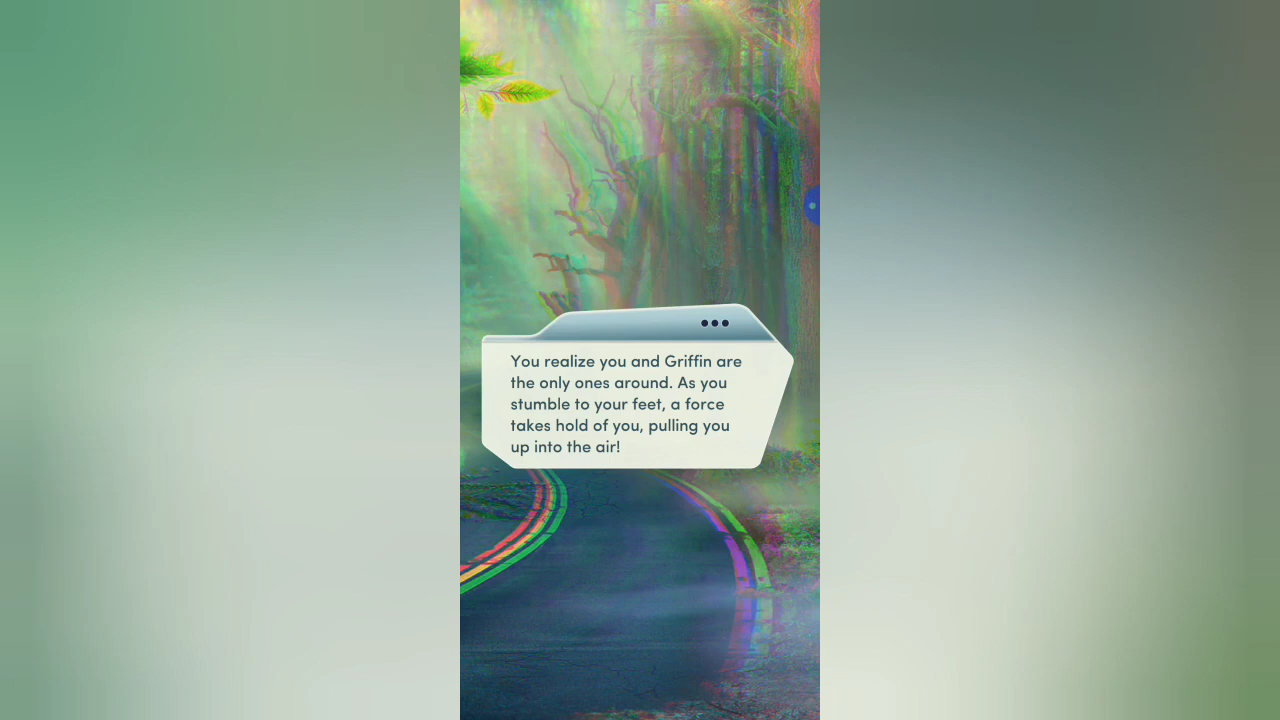 You realize you and Griffin are
the only ones around. As you
stumble to your feet, a force
takes hold of you, pulling you
up into the air!